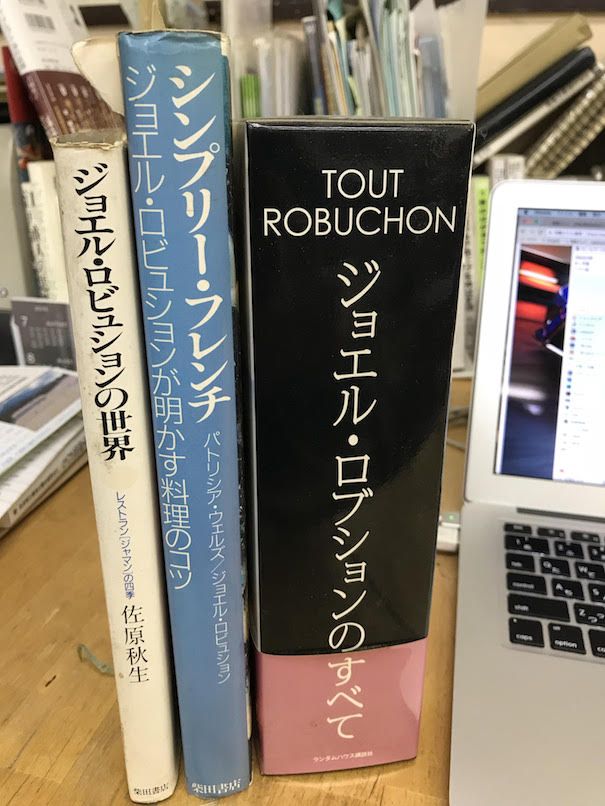 ジョエル・ロビュションの世界
レストラン「ジャマン」の四季
佐原秋生
柴田書店
シンプリー・フレンチ
ジョエル・ロビュションが明かす料理のコツ
パトリシア・ウェルズ/ジョエル・ロビュション
柴田書店
TOUT
ROBUCHON
ジョエル・ロブションのすべて
ランダムハウス講談社
7
8
caps